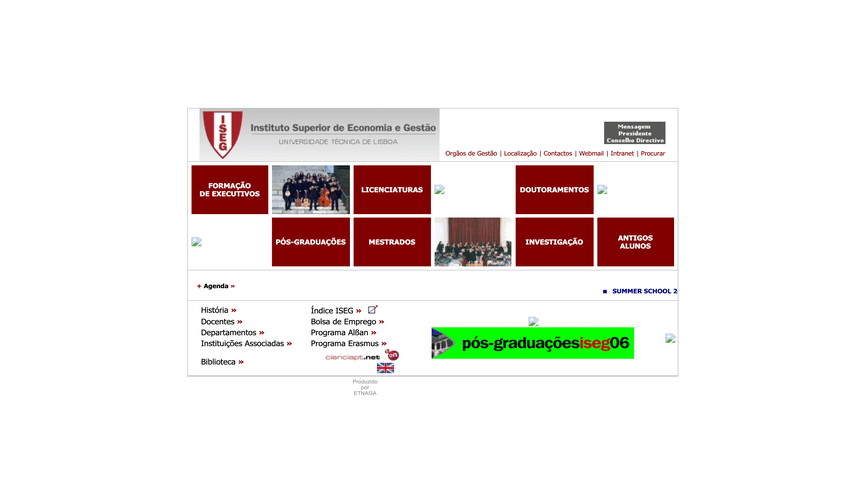 ISEG
Instituto Superior de Economia e Gestão
UNIVERSIDADE TÉCNICA DE LISBOA
Mensagem
Presidente
Conselho Directivo
Orgãos de Gestão | Localização | Contactos | Webmail | Intranet | Procurar
FORMAÇÃO
DE EXECUTIVOS
LICENCIATURAS
DOUTORAMENTOS
PÓS-GRADUAÇÕES
MESTRADOS
INVESTIGAÇÃO
ANTIGOS
ALUNOS
+ Agenda »
SUMMER SCHOOL 2
História »
Índice ISEG »
Docentes »
Bolsa de Emprego »
Departamentos »
Programa Alßan »
Instituições Associadas »
Programa Erasmus »
cienciapt.net
Biblioteca »
pós-graduaçõesiseg06
Produzido
por
ETNAGA